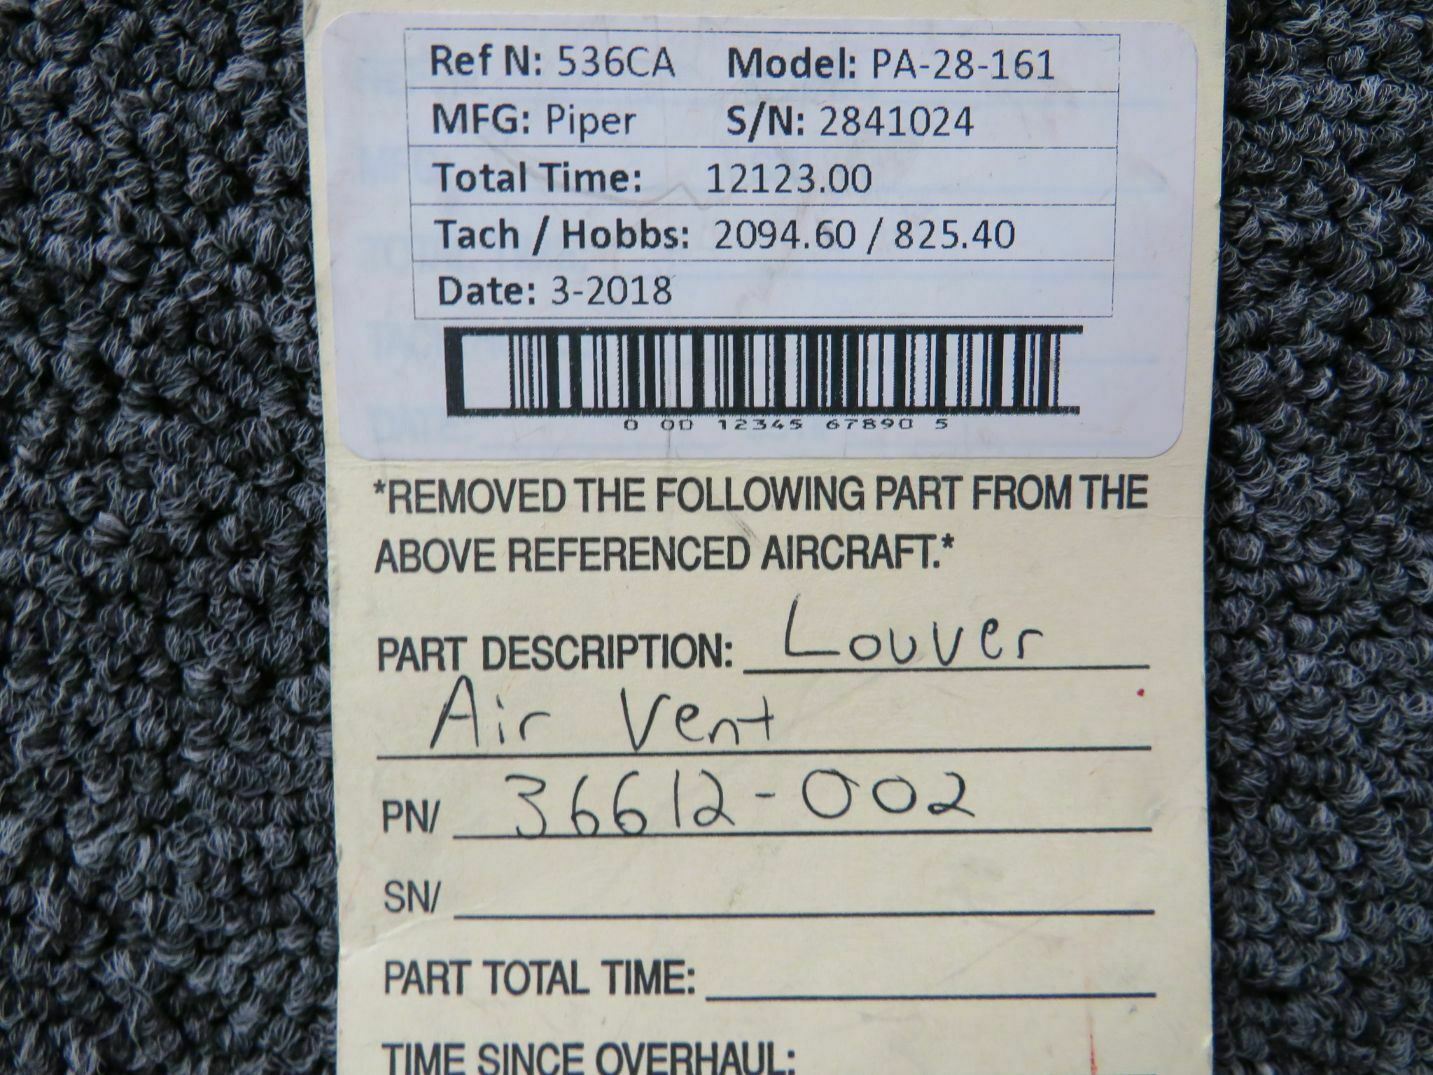 Ref N: 536CA Model: PA-28-161
MFG: Piper S/N: 2841024
Total Time: 12123.00
Tach / Hobbs: 2094.60 / 825.40
Date: 3-2018
0 00 12345 67890 5
*REMOVED THE FOLLOWING PART FROM THE
ABOVE REFERENCED AIRCRAFT.*
PART DESCRIPTION: Louver
Air Vent
PN/ 36612-002
SN/
PART TOTAL TIME:
TIME SINCE OVERHAUL: